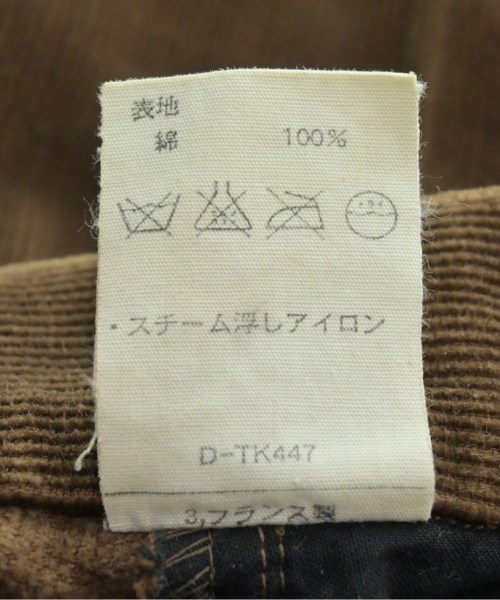 表地
綿 100%
・スチーム浮しアイロン
D-TK447
3,フランス製